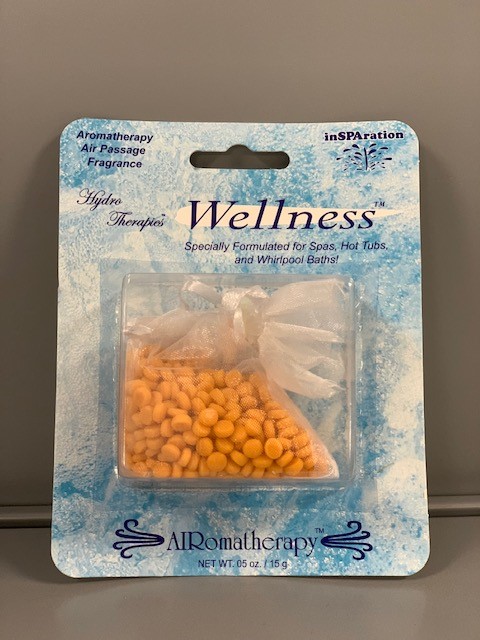 Aromatherapy
Air Passage
Fragrance
inSPAration
Hydro
Therapies
Wellness™
Specially Formulated for Spas, Hot Tubs,
and Whirlpool Baths!
AIRomatherapy™
NET WT. 05 oz. / 15 g